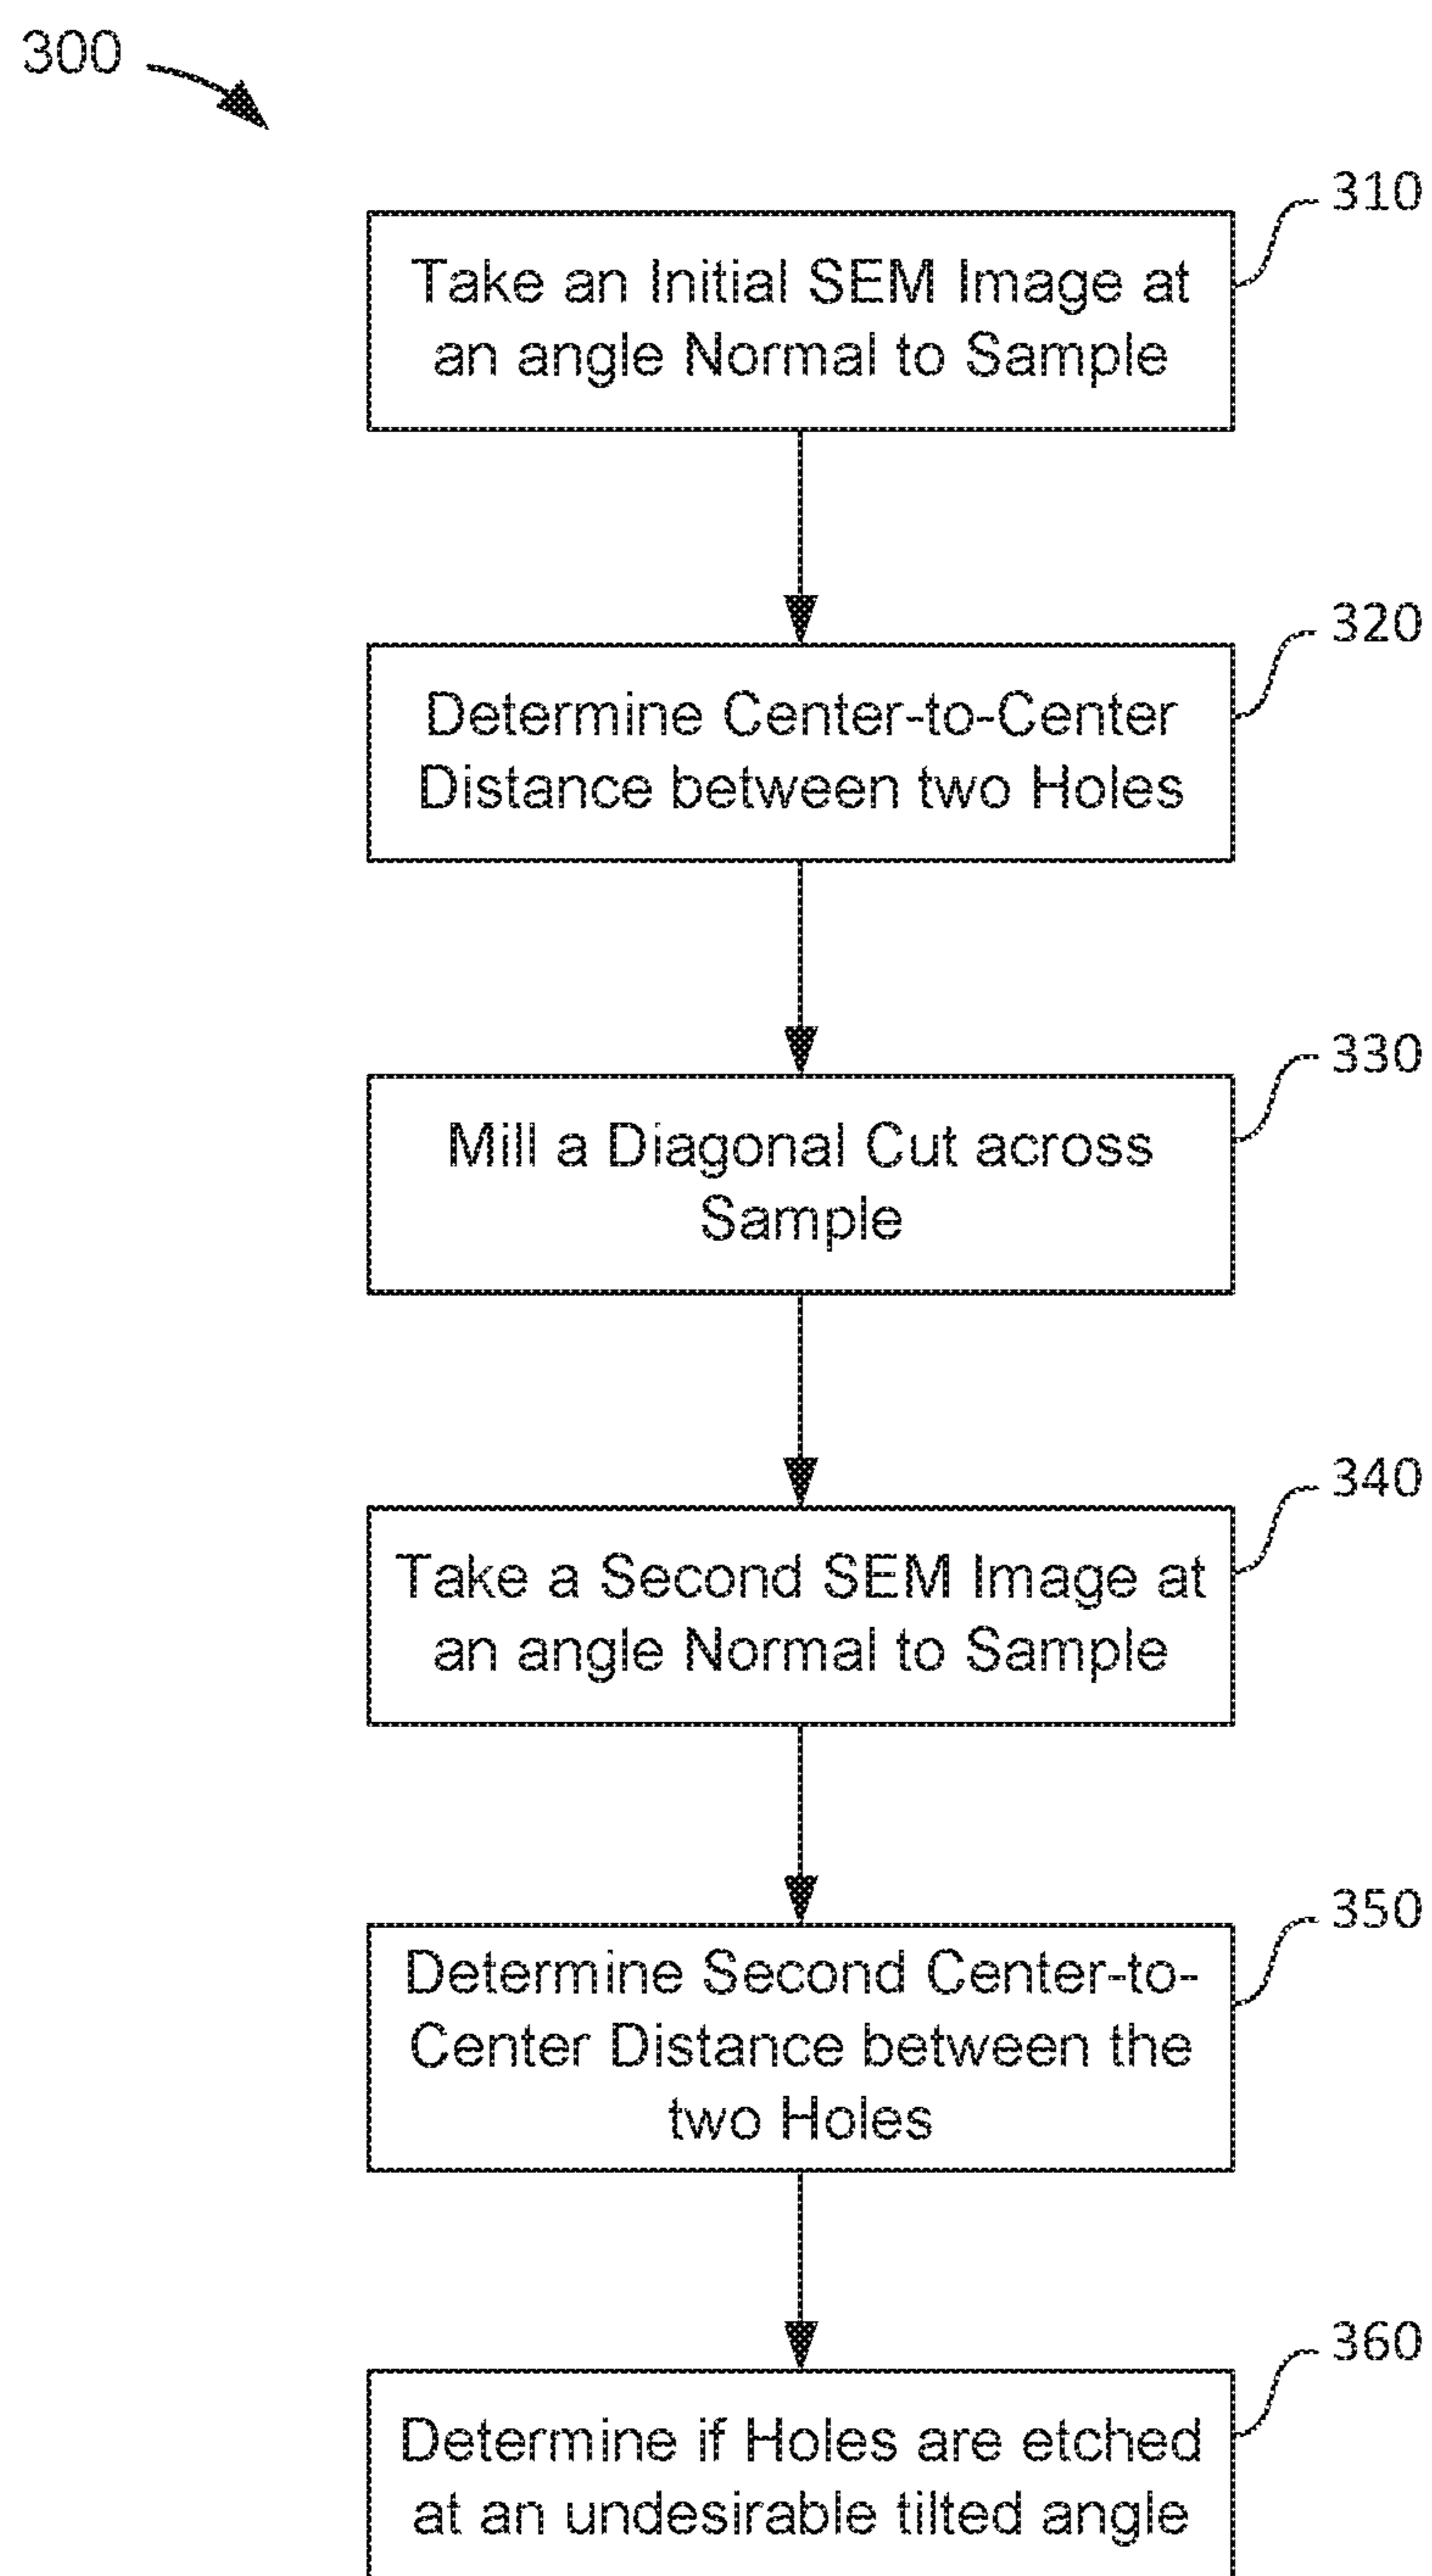 300
310
Take an Initial SEM Image at
an angle Normal to Sample
320
Determine Center-to-Center
Distance between two Holes
330
Mill a Diagonal Cut across
Sample
340
Take a Second SEM Image at
an angle Normal to Sample
350
Determine Second Center-to-
Center Distance between the
two Holes
360
Determine if Holes are etched
at an undesirable tilted angle